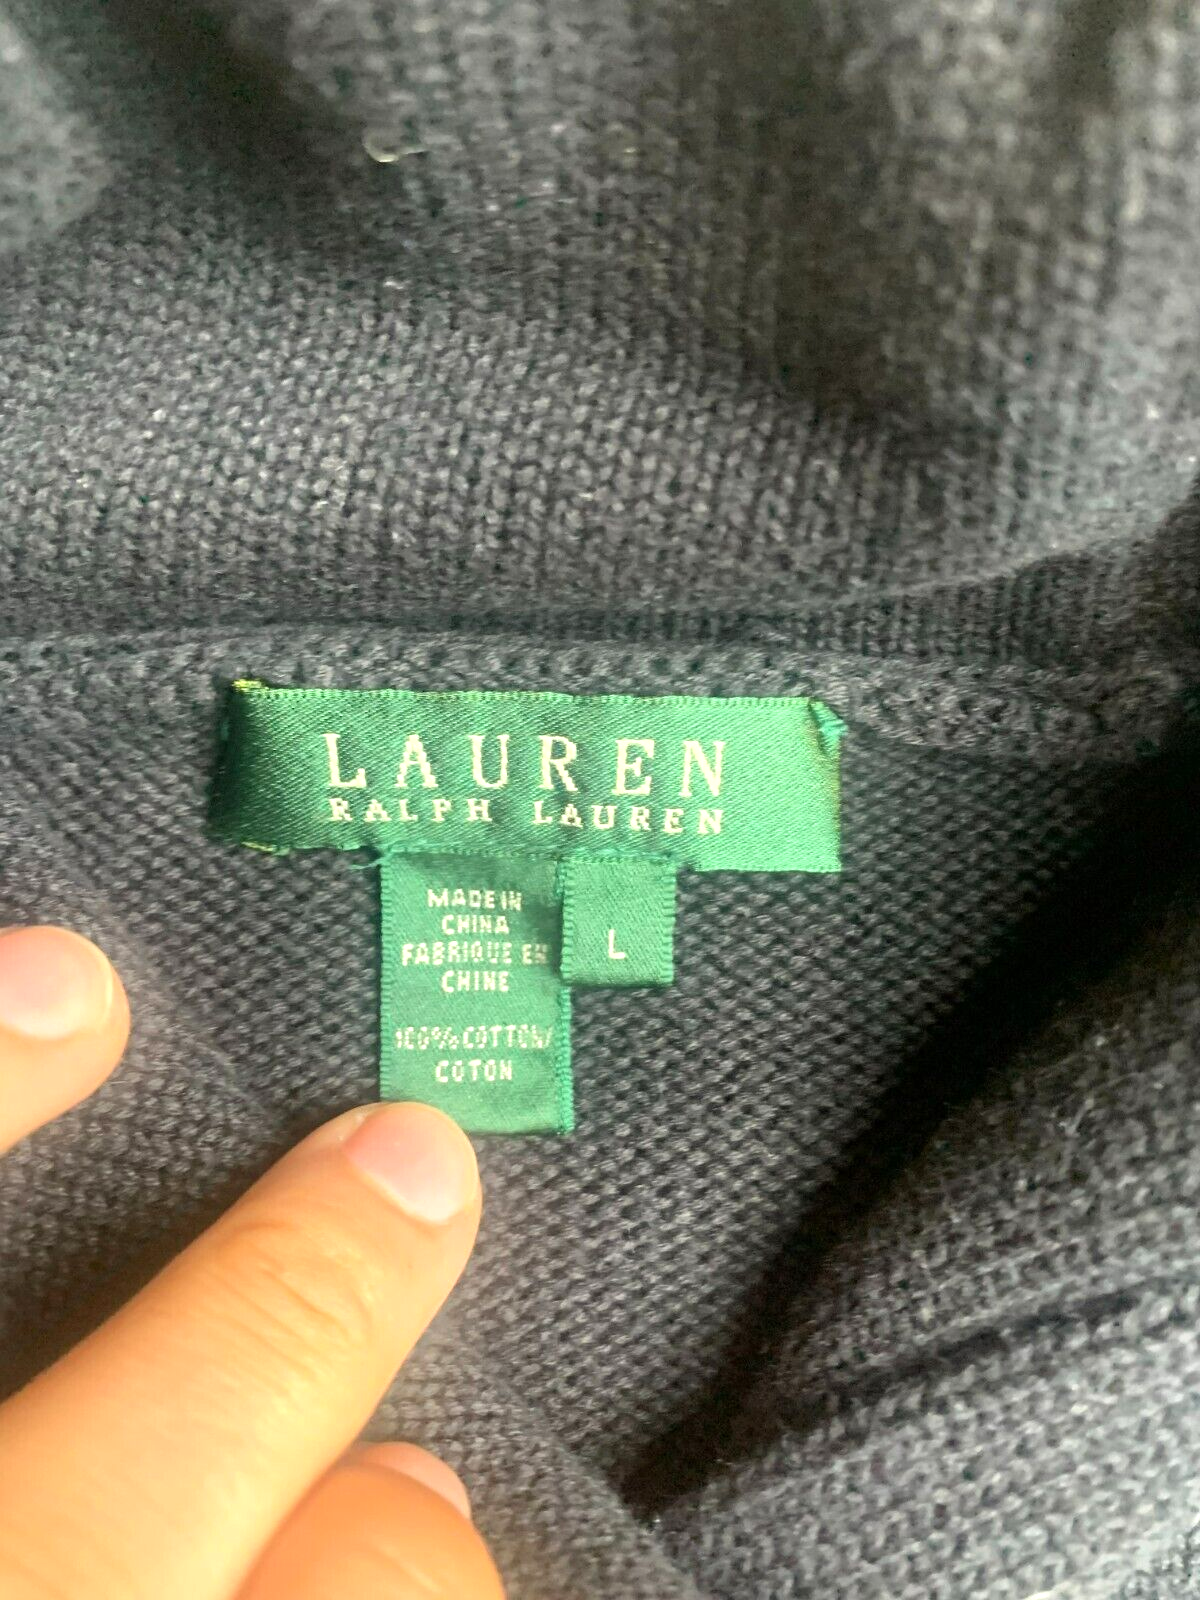 LAUREN
RALPH LAUREN
MADE IN
CHINA
FABRIQUE EN
CHINE
100% COTTON/
COTON
L